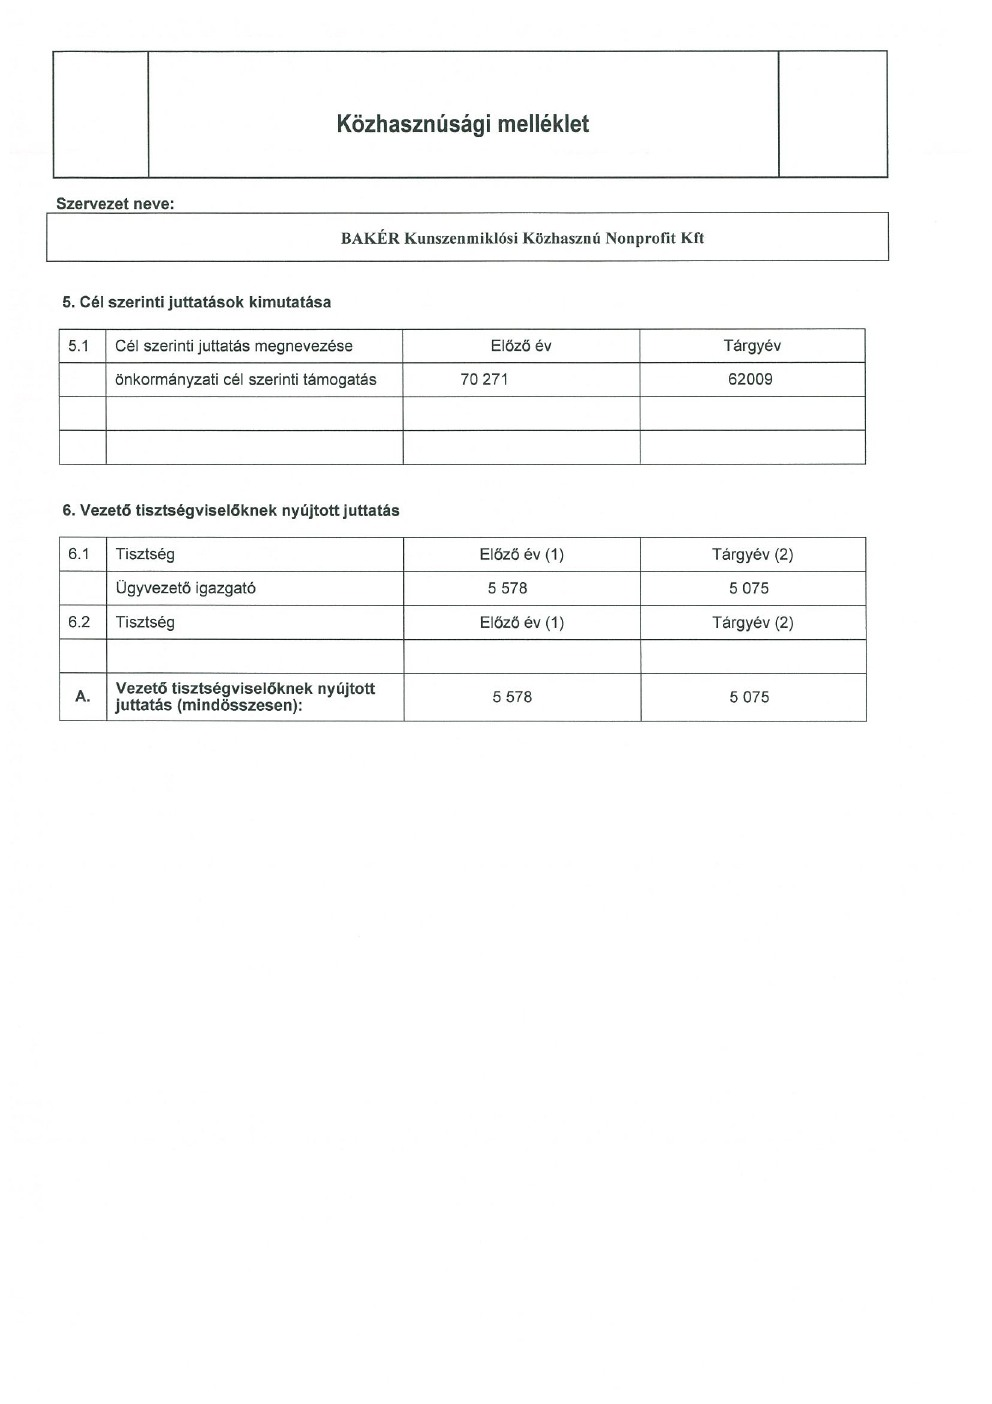 Közhasznúsági melléklet
Szervezet neve:
BAKÉR Kunszenmiklósi Közhasznú Nonprofit Kft
5. Cél szerinti juttatások kimutatása
5.1 Cél szerinti juttatás megnevezése Előző év Tárgyév
önkormányzati cél szerinti támogatás 70 271 62009
6. Vezető tisztségviselőknek nyújtott juttatás
6.1 Tisztség Előző év (1) Tárgyév (2)
Ügyvezető igazgató 5 578 5 075
6.2 Tisztség Előző év (1) Tárgyév (2)
A. Vezető tisztségviselőknek nyújtott
juttatás (mindösszesen): 5 578 5 075